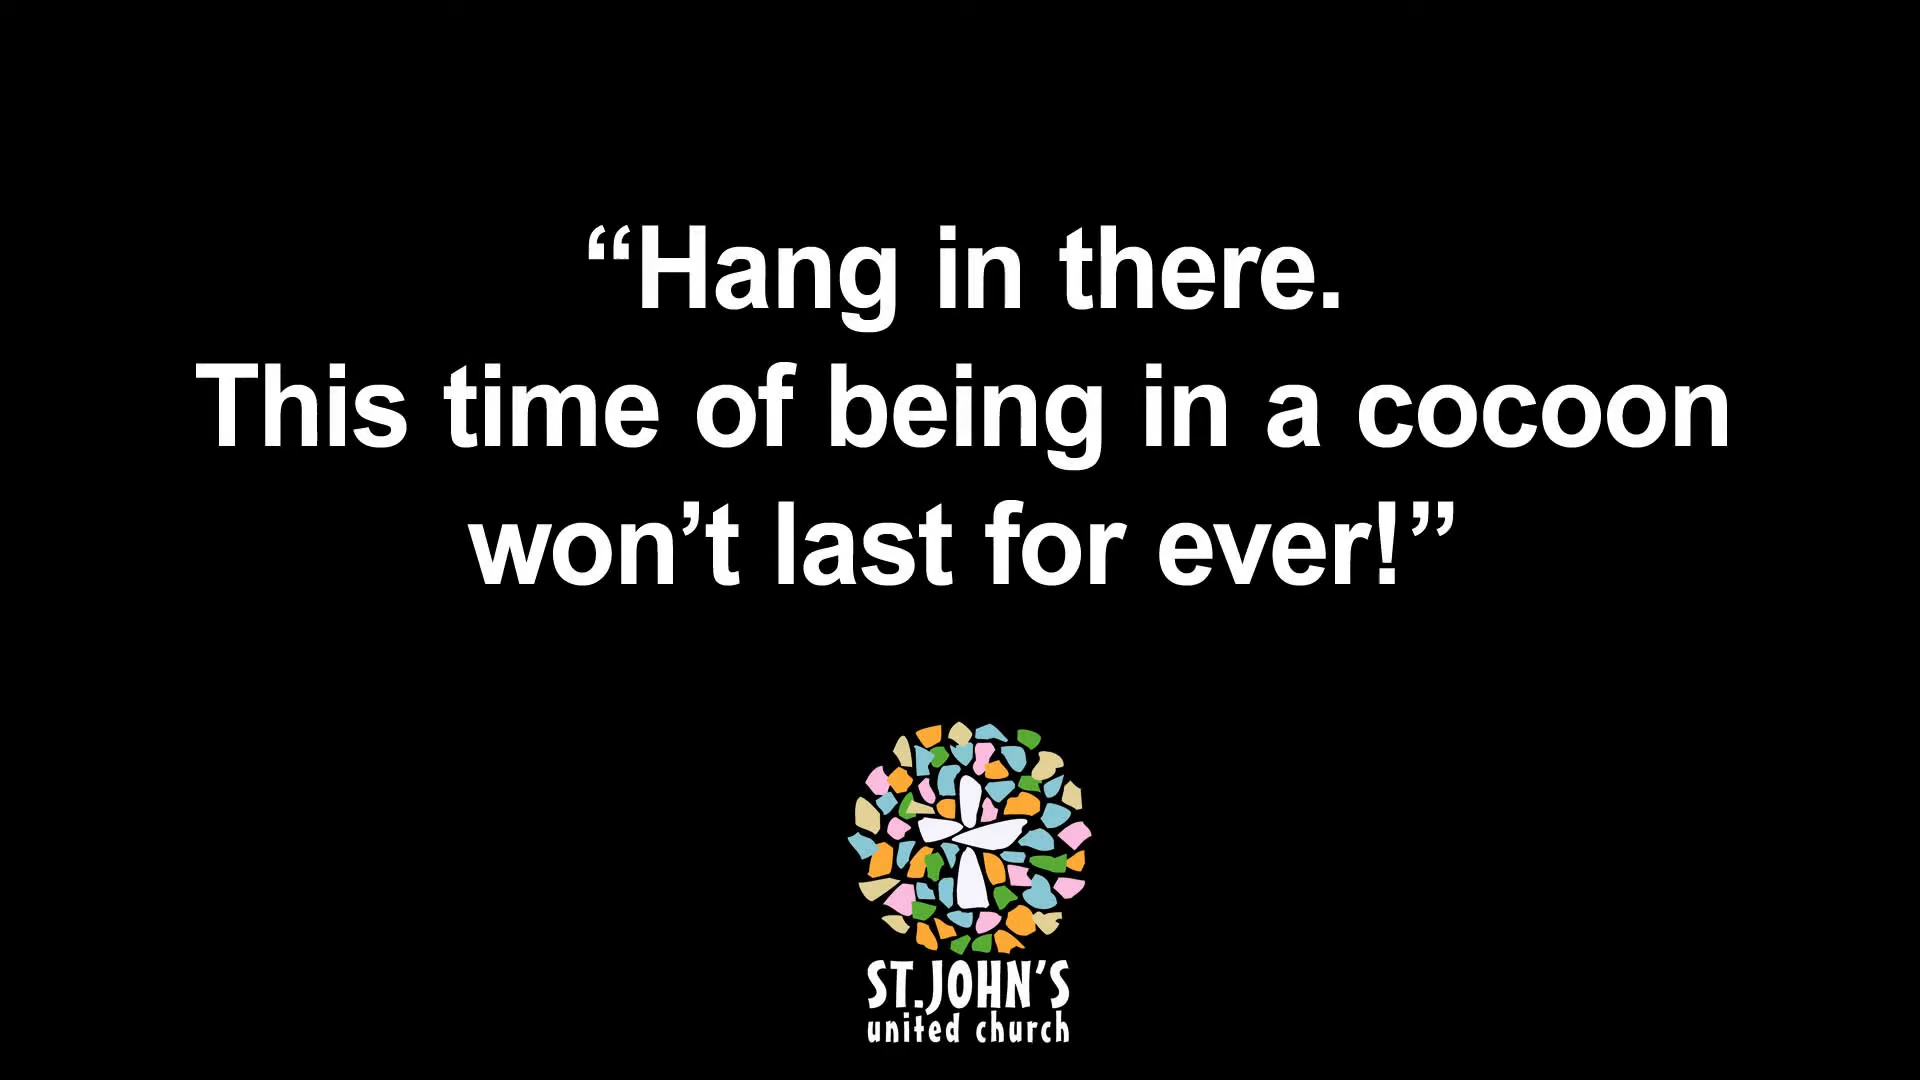 “Hang in there.
This time of being in a cocoon
won’t last for ever!”
ST.JOHN’S
united church